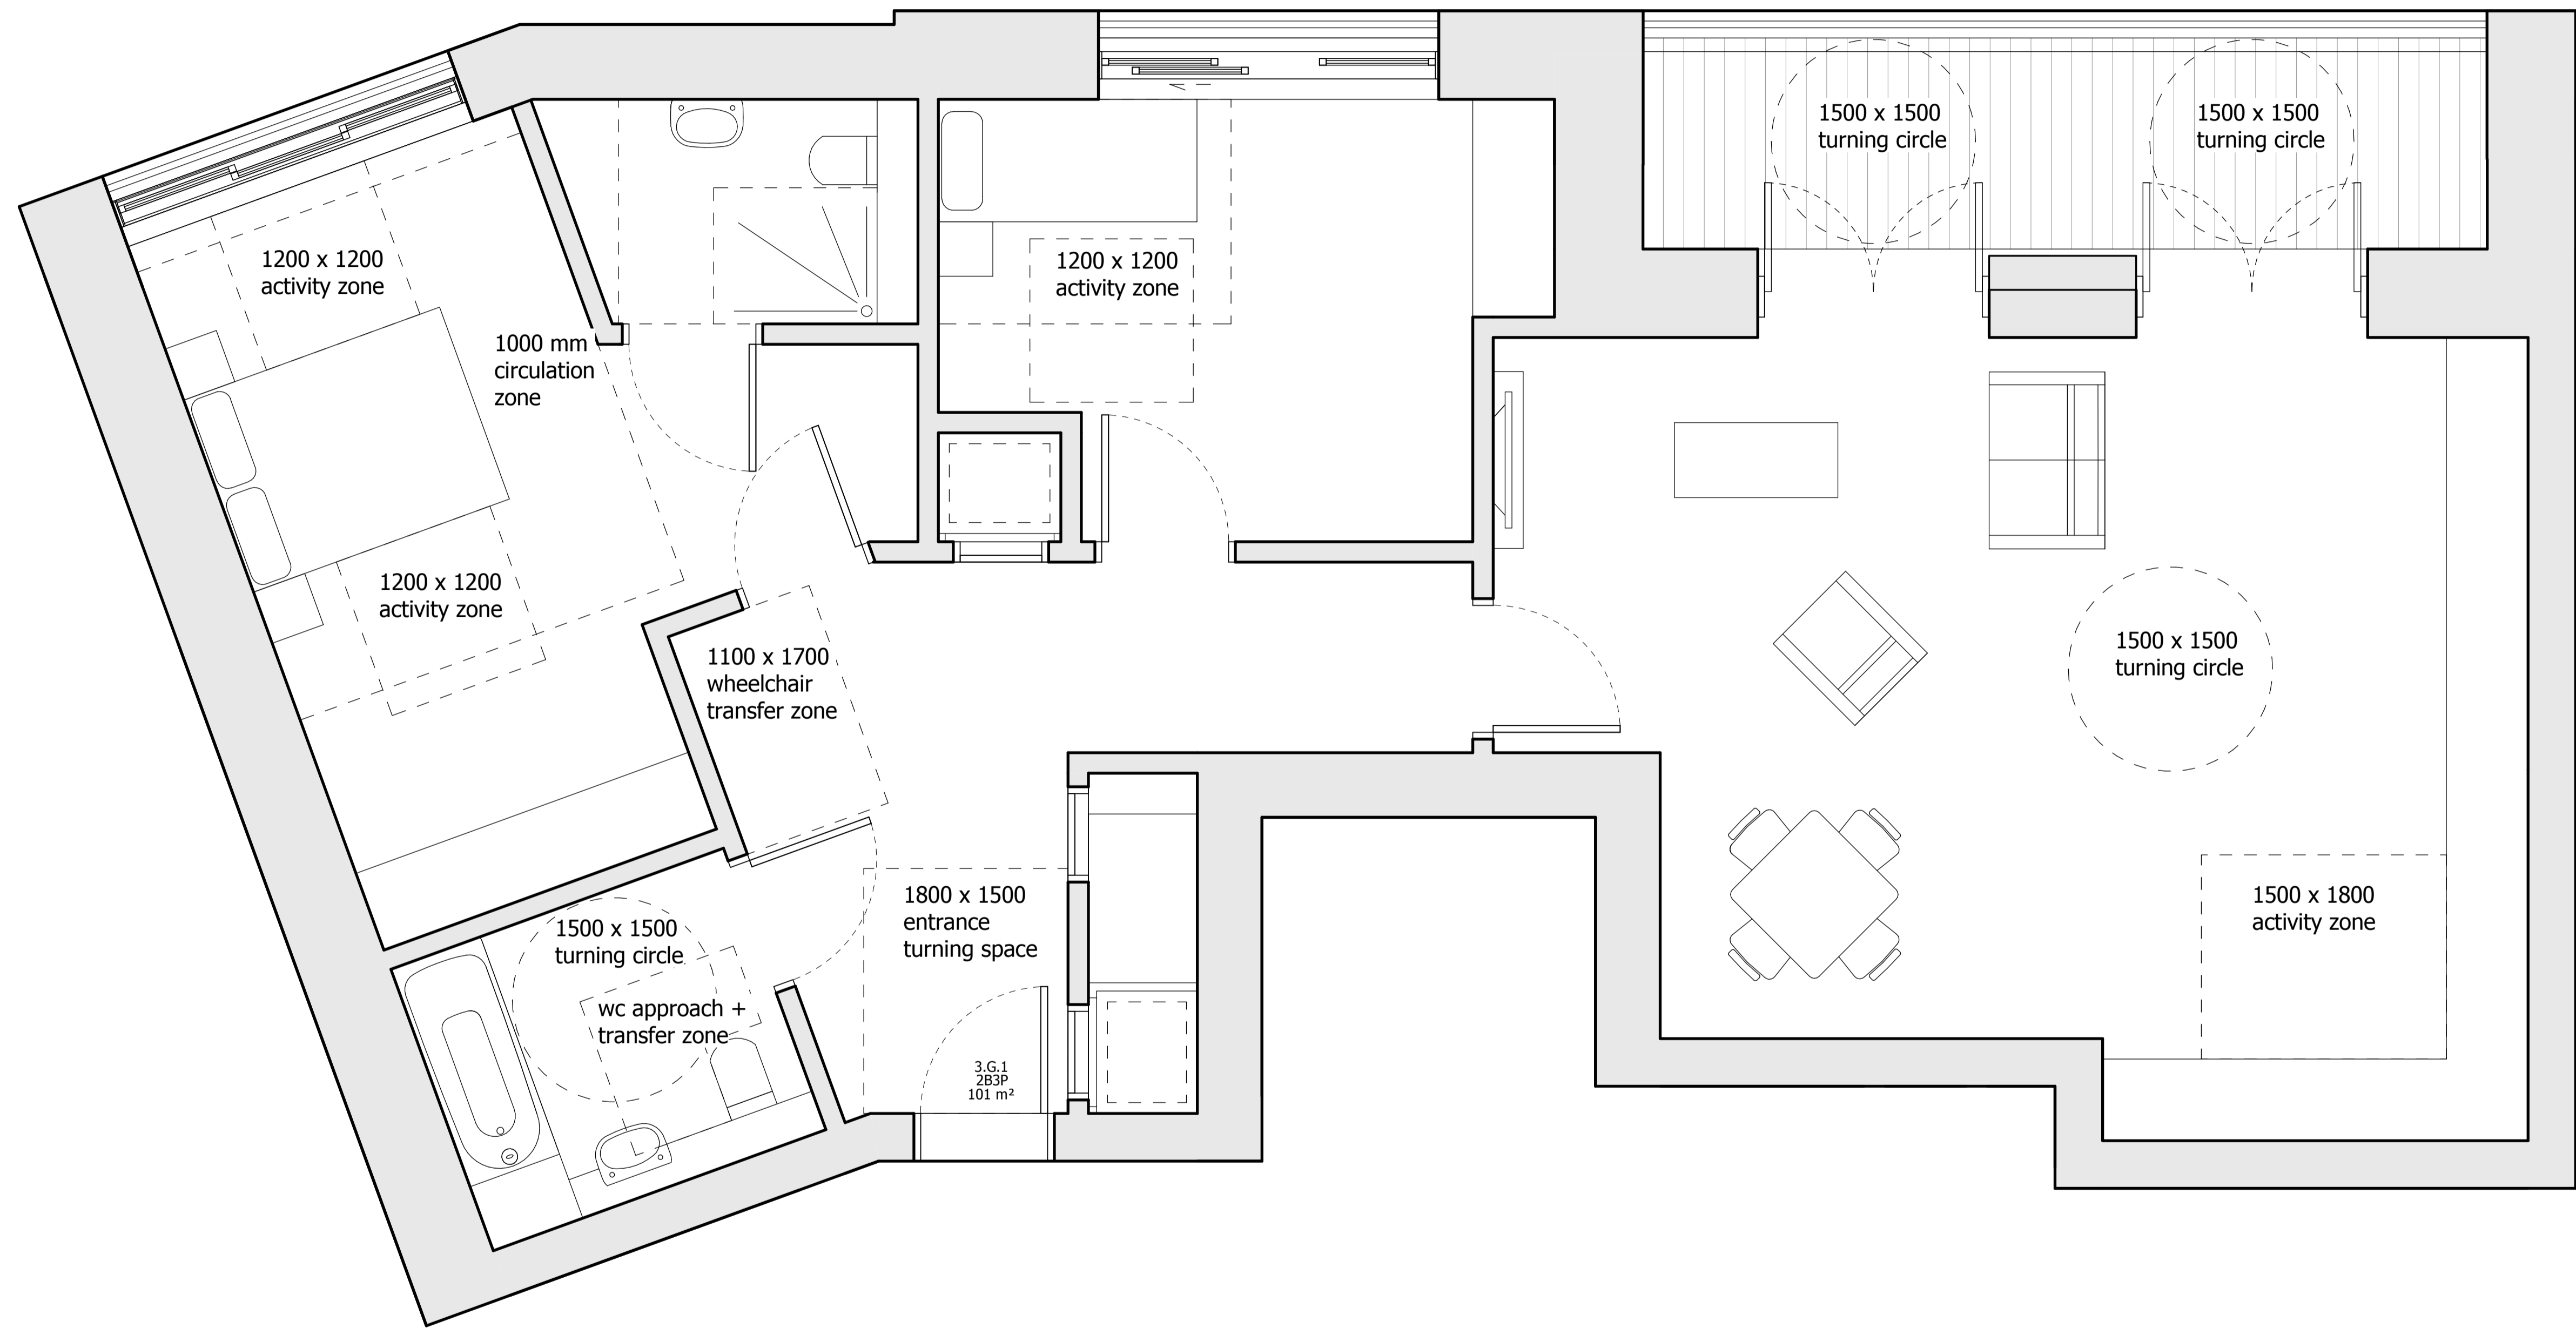 1500 x 1500
turning circle
1500 x 1500
turning circle
1200 x 1200
activity zone
1200 x 1200
activity zone
1000 mm
circulation
zone
1200 x 1200
activity zone
1100 x 1700
wheelchair
transfer zone
1500 x 1500
turning circle
1500 x 1500
turning circle
1800 x 1500
entrance
turning space
1500 x 1800
activity zone
wc approach +
transfer zone
3.G.1
2B3P
101 m²